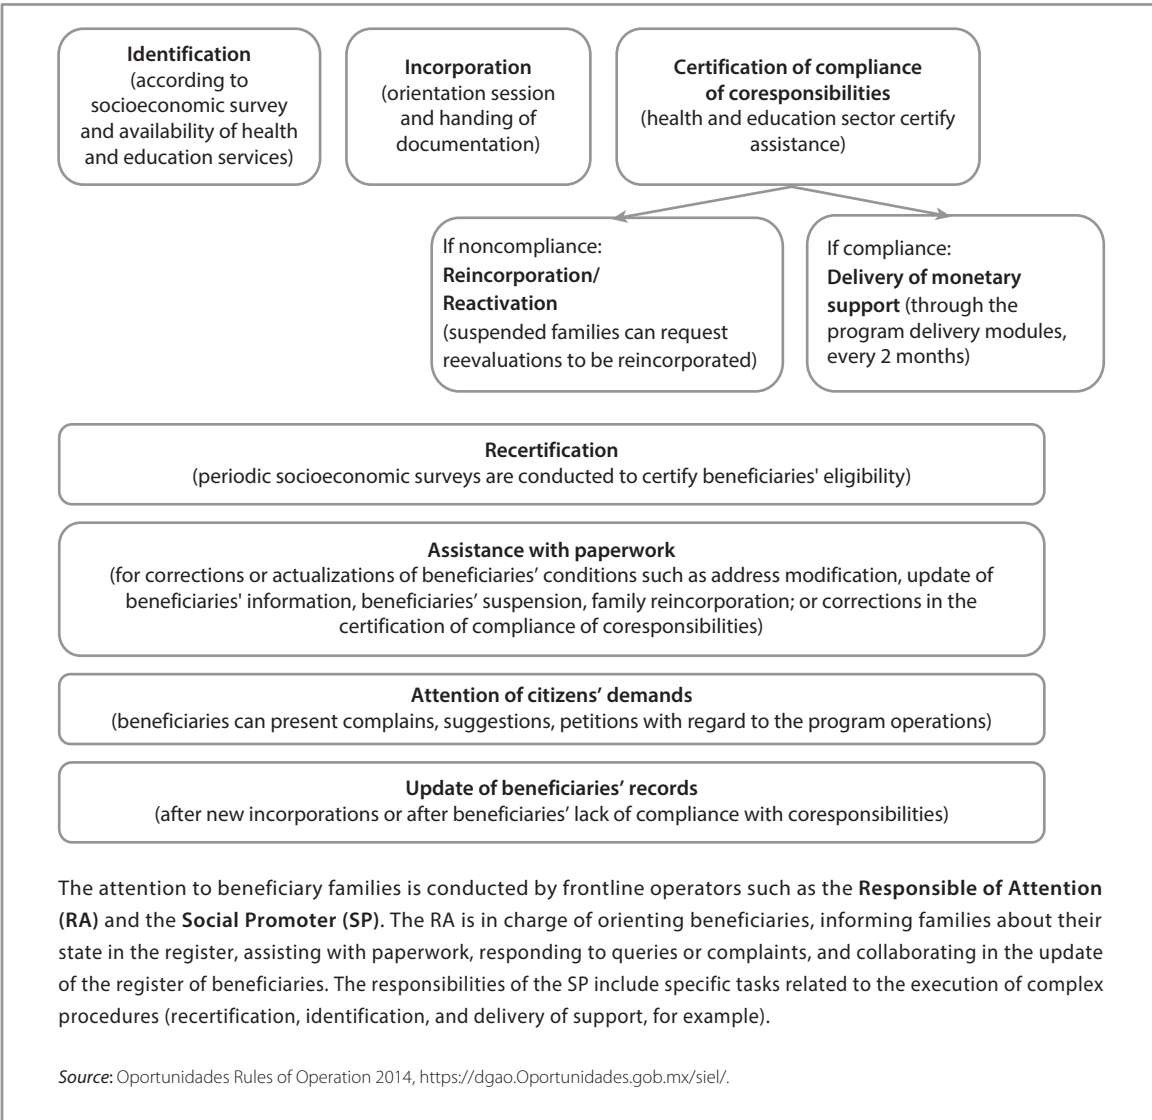 Identification
(according to
socioeconomic survey
and availability of health
and education services)
Incorporation
(orientation session
and handing of
documentation)
Certification of compliance
of coresponsibilities
(health and education sector certify
assistance)
If noncompliance:
Reincorporation/
Reactivation
(suspended families can request
reevaluations to be reincorporated)
If compliance:
Delivery of monetary
support (through the
program delivery modules,
every 2 months)
Recertification
(periodic socioeconomic surveys are conducted to certify beneficiaries' eligibility)
Assistance with paperwork
(for corrections or actualizations of beneficiaries’ conditions such as address modification, update of
beneficiaries' information, beneficiaries’ suspension, family reincorporation; or corrections in the
certification of compliance of coresponsibilities)
Attention of citizens’ demands
(beneficiaries can present complains, suggestions, petitions with regard to the program operations)
Update of beneficiaries’ records
(after new incorporations or after beneficiaries’ lack of compliance with coresponsibilities)
The attention to beneficiary families is conducted by frontline operators such as the Responsible of Attention
(RA) and the Social Promoter (SP). The RA is in charge of orienting beneficiaries, informing families about their
state in the register, assisting with paperwork, responding to queries or complaints, and collaborating in the update
of the register of beneficiaries. The responsibilities of the SP include specific tasks related to the execution of complex
procedures (recertification, identification, and delivery of support, for example).
Source: Oportunidades Rules of Operation 2014, https://dgao.Oportunidades.gob.mx/siel/.